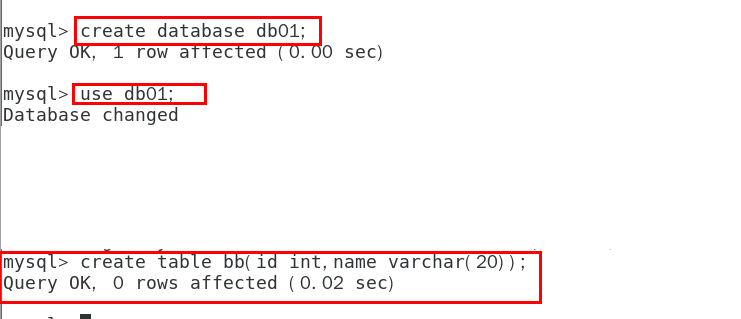 mysql> create database db01;
Query OK, 1 row affected (0.00 sec)
mysql> use db01;
Database changed
mysql> create table bb(id int,name varchar(20));
Query OK, 0 rows affected (0.02 sec)